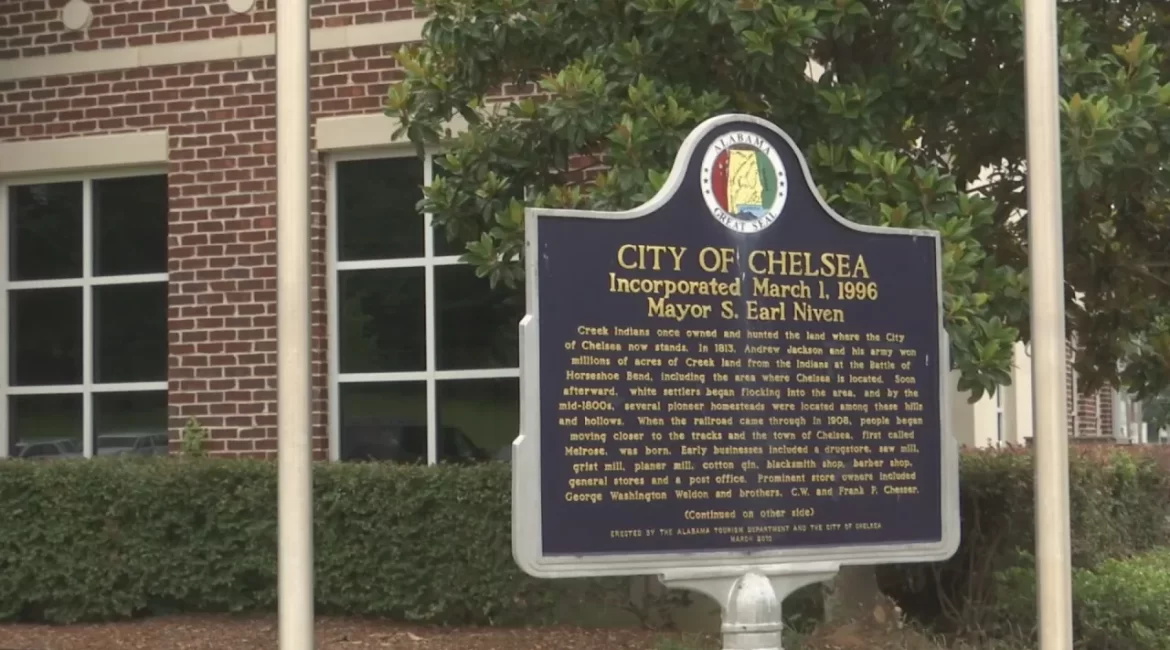 ALABAMA
GREAT SEAL
CITY OF CHELSEA
Incorporated March 1, 1996
Mayor S. Earl Niven
Creek Indians once owned and hunted the land where the City
of Chelsea now stands. In 1813, Andrew Jackson and his army won
millions of acres of Creek land from the Indians at the Battle of
Horseshoe Bend, including the area where Chelsea is located. Soon
afterward, white settlers began flocking into the area, and by the
mid-1800s, several pioneer homesteads were located among these hills
and hollows. When the railroad came through in 1908, people began
moving closer to the tracks and the town of Chelsea, first called
Melrose, was born. Early businesses included a drugstore, saw mill,
grist mill, planer mill, cotton gin, blacksmith shop, barber shop,
general stores and a post office. Prominent store owners included
George Washington Weldon and brothers, C.W. and Frank P. Chesser.
(Continued on other side)
ERECTED BY THE ALABAMA TOURISM DEPARTMENT AND THE CITY OF CHELSEA
MARCH